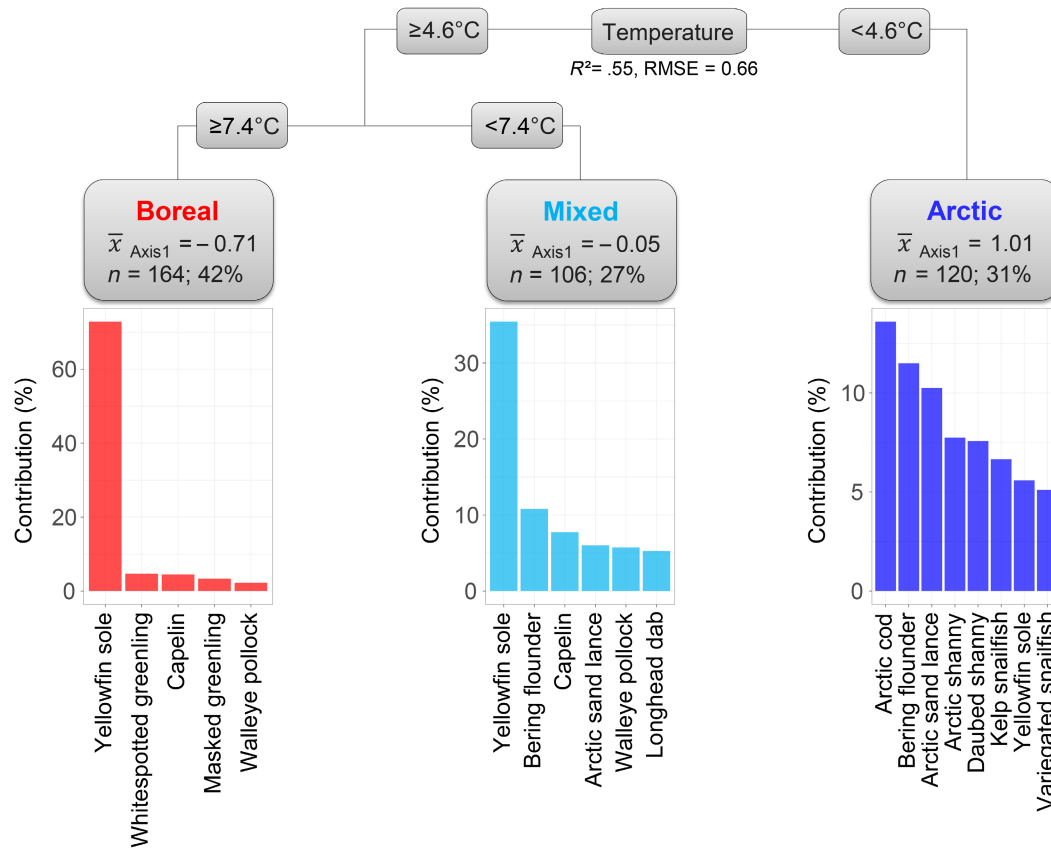 ≥4.6°C
Temperature
<4.6°C
R²= .55, RMSE = 0.66
≥7.4°C
<7.4°C
Boreal
x̅ Axis1 = – 0.71
n = 164; 42%
Mixed
x̅ Axis1 = – 0.05
n = 106; 27%
Arctic
x̅ Axis1 = 1.01
n = 120; 31%
Contribution (%)
60
40
20
0
Yellowfin sole
Whitespotted greenling
Capelin
Masked greenling
Walleye pollock
Contribution (%)
30
20
10
0
Yellowfin sole
Bering flounder
Capelin
Arctic sand lance
Walleye pollock
Longhead dab
Contribution (%)
10
5
0
Arctic cod
Bering flounder
Arctic sand lance
Arctic shanny
Daubed shanny
Kelp snailfish
Yellowfin sole
Variegated snailfish